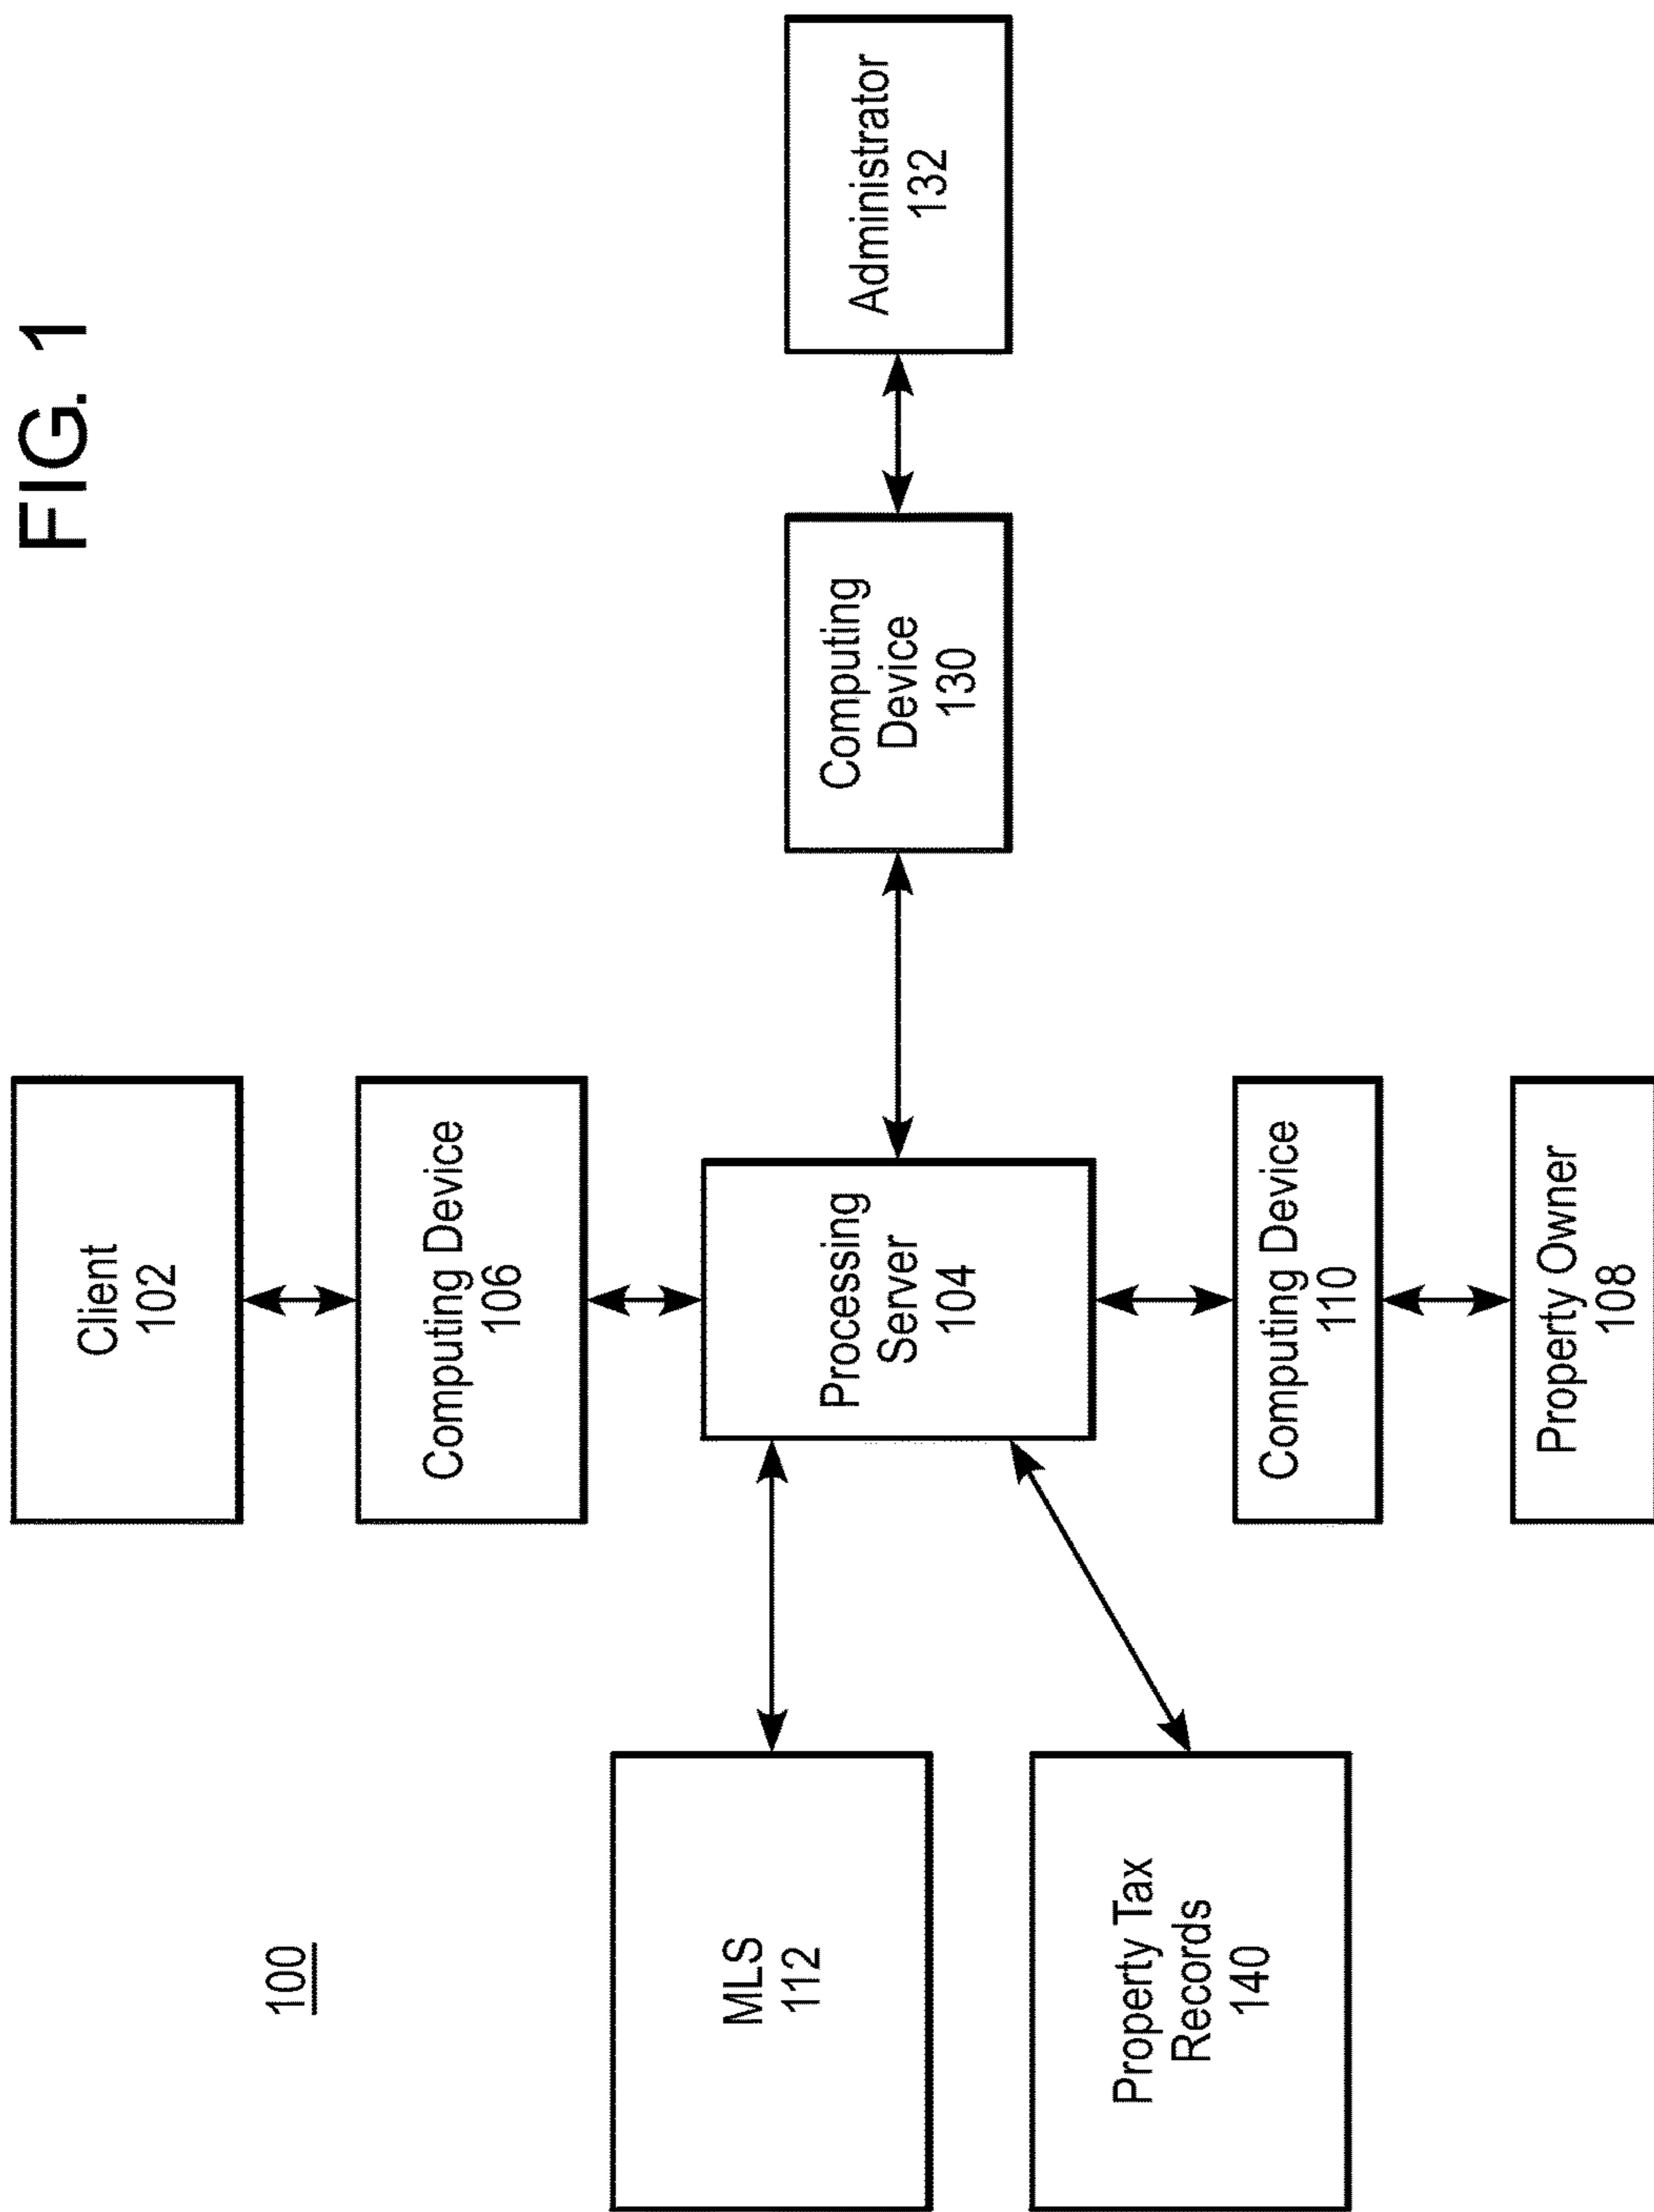 FIG. 1
100
Client
102
Computing Device
106
MLS
112
Processing
Server
104
Computing
Device
130
Administrator
132
Property Tax
Records
140
Computing Device
110
Property Owner
108